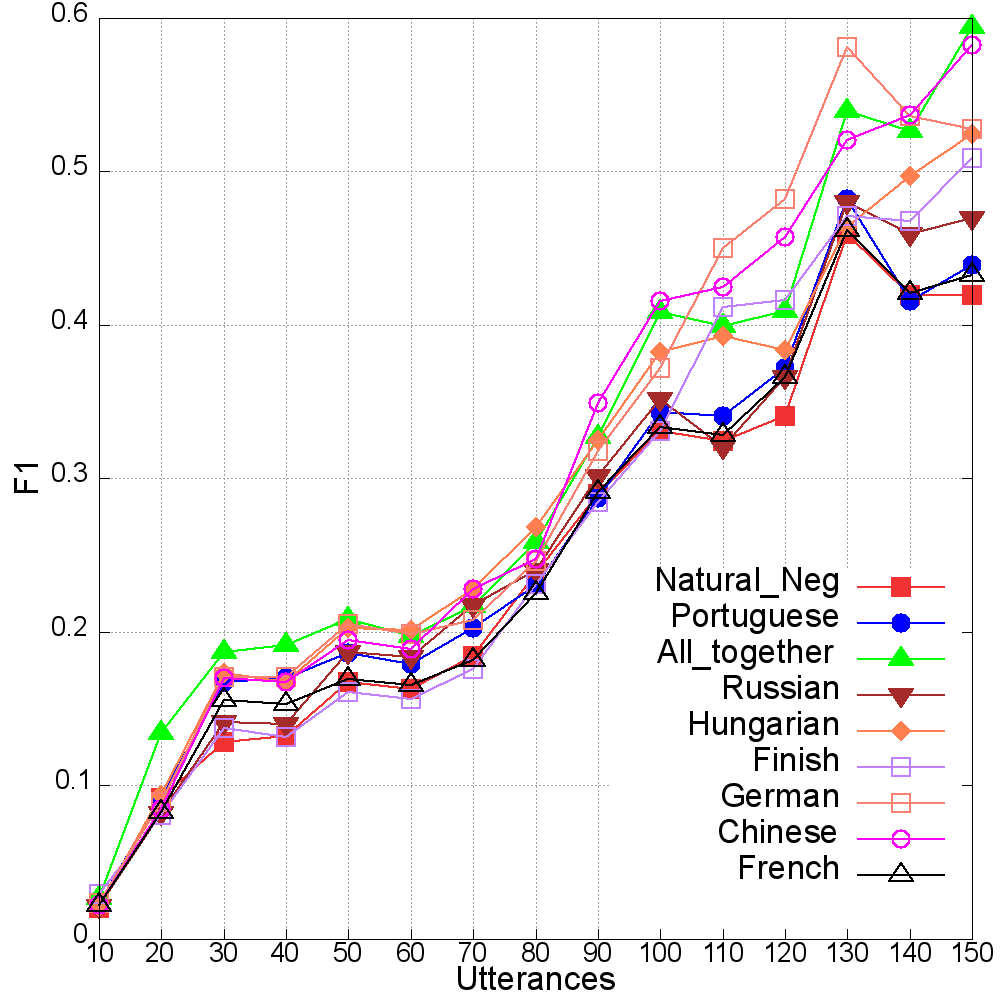 0.6
0.5
0.4
0.3
0.2
0.1
0
F1
Natural_Neg
Portuguese
All_together
Russian
Hungarian
Finish
German
Chinese
French
10 20 30 40 50 60 70 80 90 100 110 120 130 140 150
Utterances